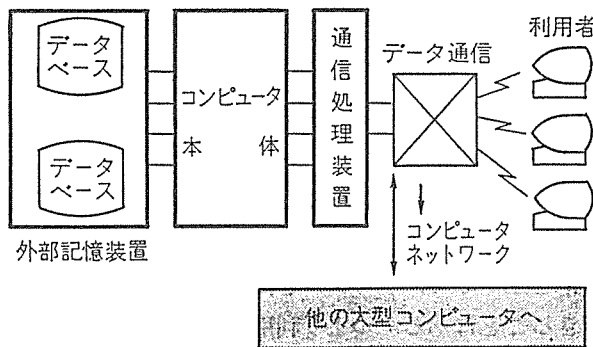 データ
ベース
データ
ベース
外部記憶装置
コンピュータ
本 体
通信処理装置
データ通信
利用者
コンピュータ
ネットワーク
他の大型コンピュータへ